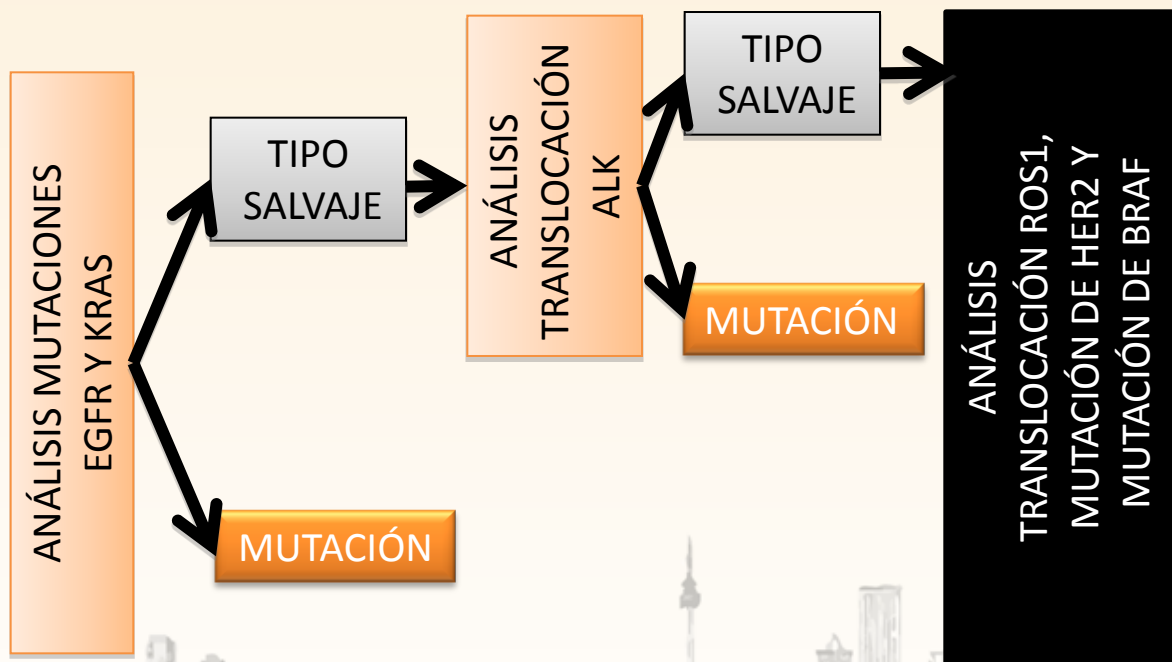 ANÁLISIS MUTACIONES
EGFR Y KRAS
TIPO
SALVAJE
MUTACIÓN
ANÁLISIS
TRANSLOCACIÓN
ALK
TIPO
SALVAJE
MUTACIÓN
ANÁLISIS
TRANSLOCACIÓN ROS1,
MUTACIÓN DE HER2 Y
MUTACIÓN DE BRAF